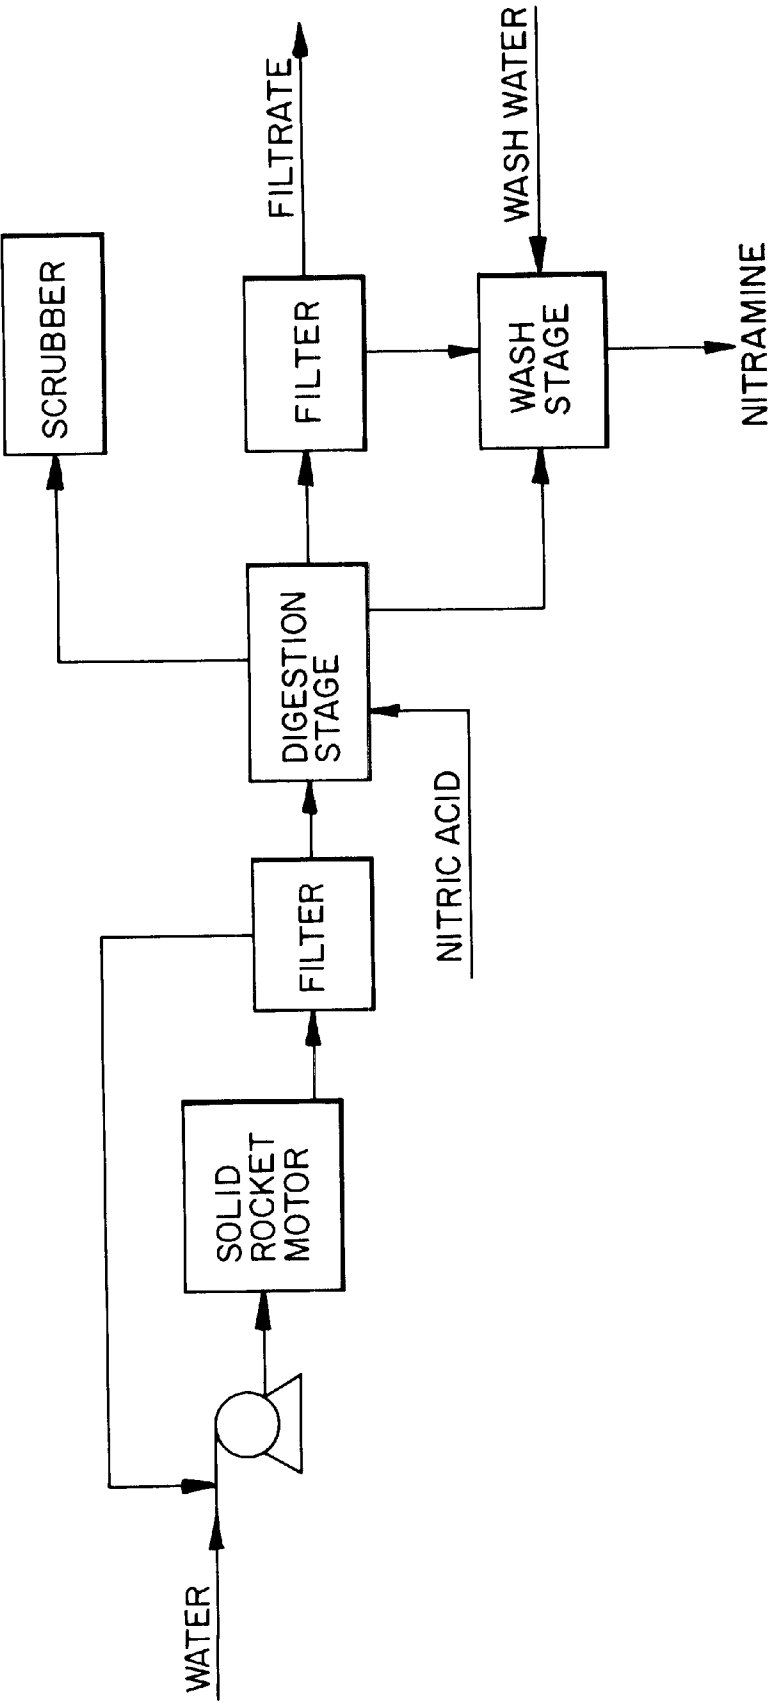 WATER
SOLID
ROCKET
MOTOR
FILTER
NITRIC ACID
DIGESTION
STAGE
SCRUBBER
FILTER
FILTRATE
WASH
STAGE
WASH WATER
NITRAMINE